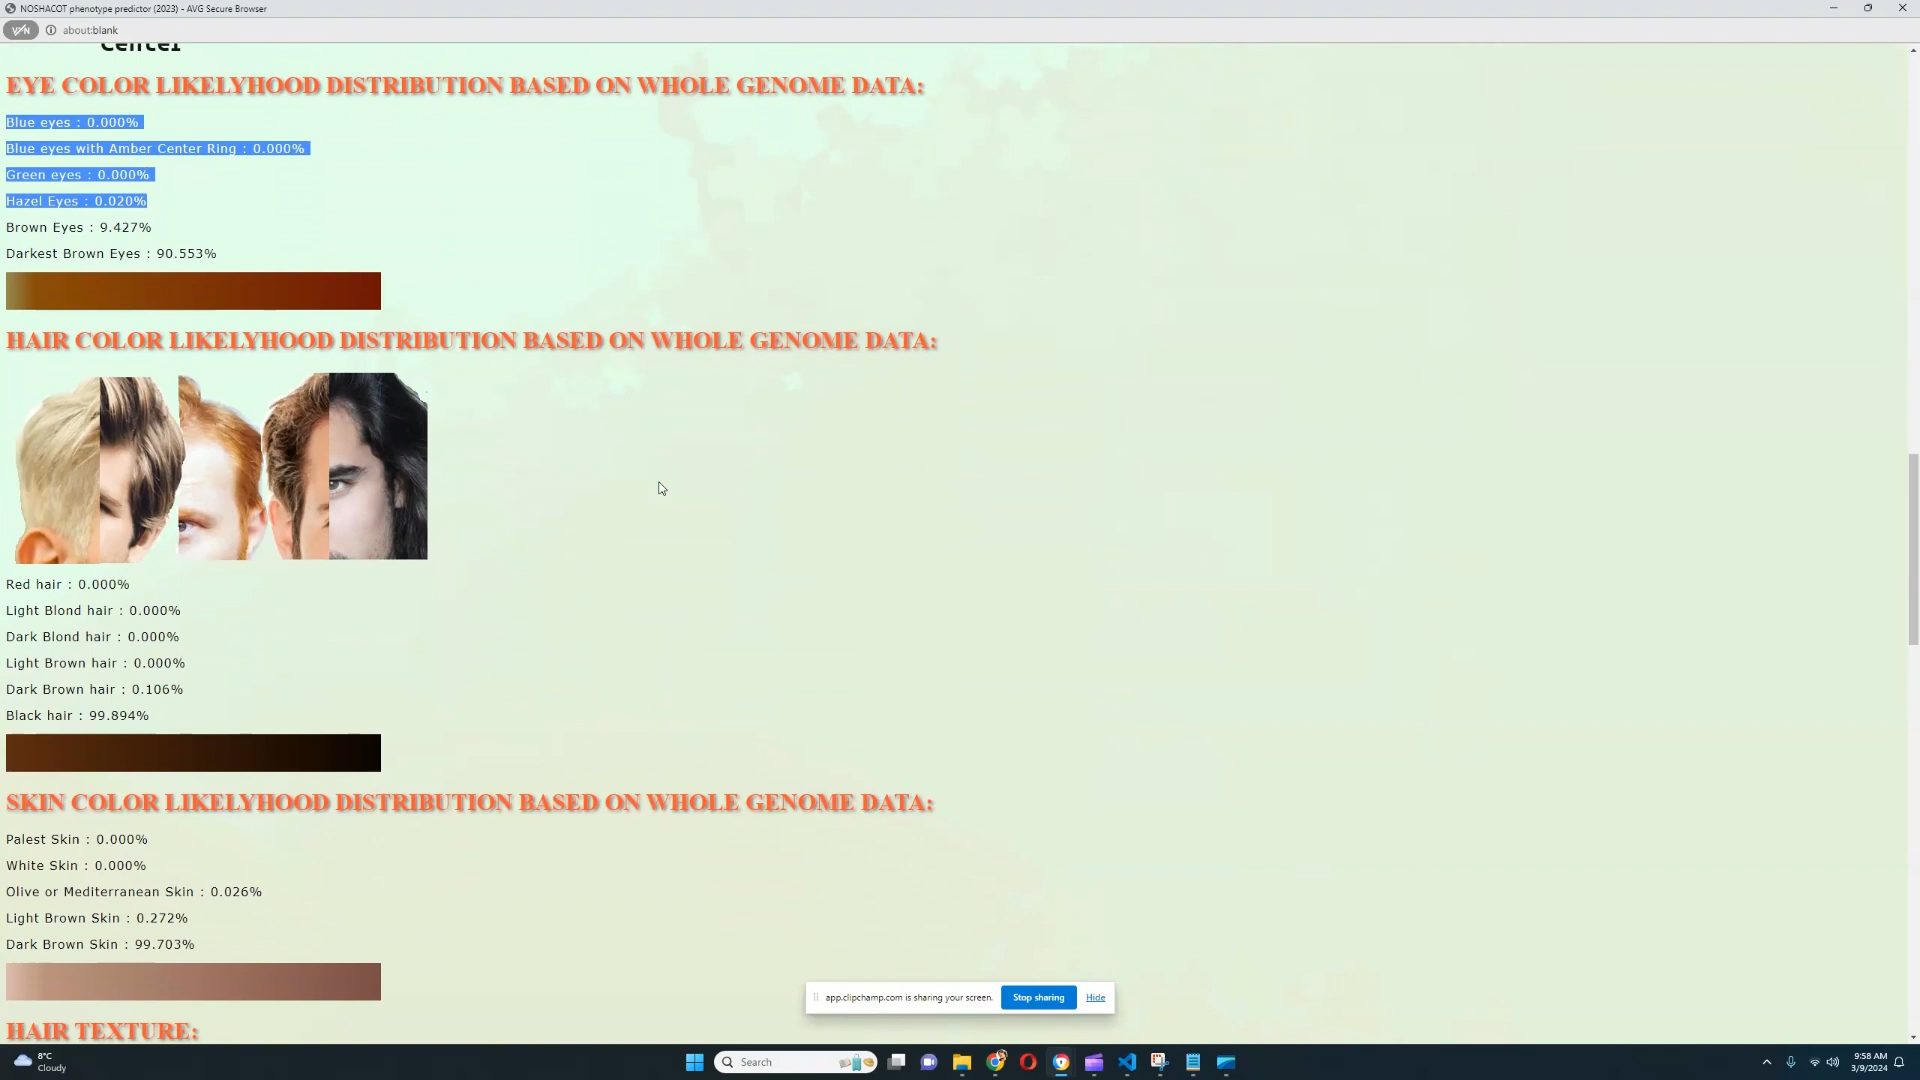 NOSHACOT phenotype predictor (2023) - AVG Secure Browser
VPN
about:blank
Center
EYE COLOR LIKELYHOOD DISTRIBUTION BASED ON WHOLE GENOME DATA:
Blue eyes : 0.000%
Blue eyes with Amber Center Ring : 0.000%
Green eyes : 0.000%
Hazel Eyes : 0.020%
Brown Eyes : 9.427%
Darkest Brown Eyes : 90.553%
HAIR COLOR LIKELYHOOD DISTRIBUTION BASED ON WHOLE GENOME DATA:
Red hair : 0.000%
Light Blond hair : 0.000%
Dark Blond hair : 0.000%
Light Brown hair : 0.000%
Dark Brown hair : 0.106%
Black hair : 99.894%
SKIN COLOR LIKELYHOOD DISTRIBUTION BASED ON WHOLE GENOME DATA:
Palest Skin : 0.000%
White Skin : 0.000%
Olive or Mediterranean Skin : 0.026%
Light Brown Skin : 0.272%
Dark Brown Skin : 99.703%
app.clipchamp.com is sharing your screen. Stop sharing Hide
HAIR TEXTURE:
8°C
Cloudy
Search
9:58 AM
3/9/2024